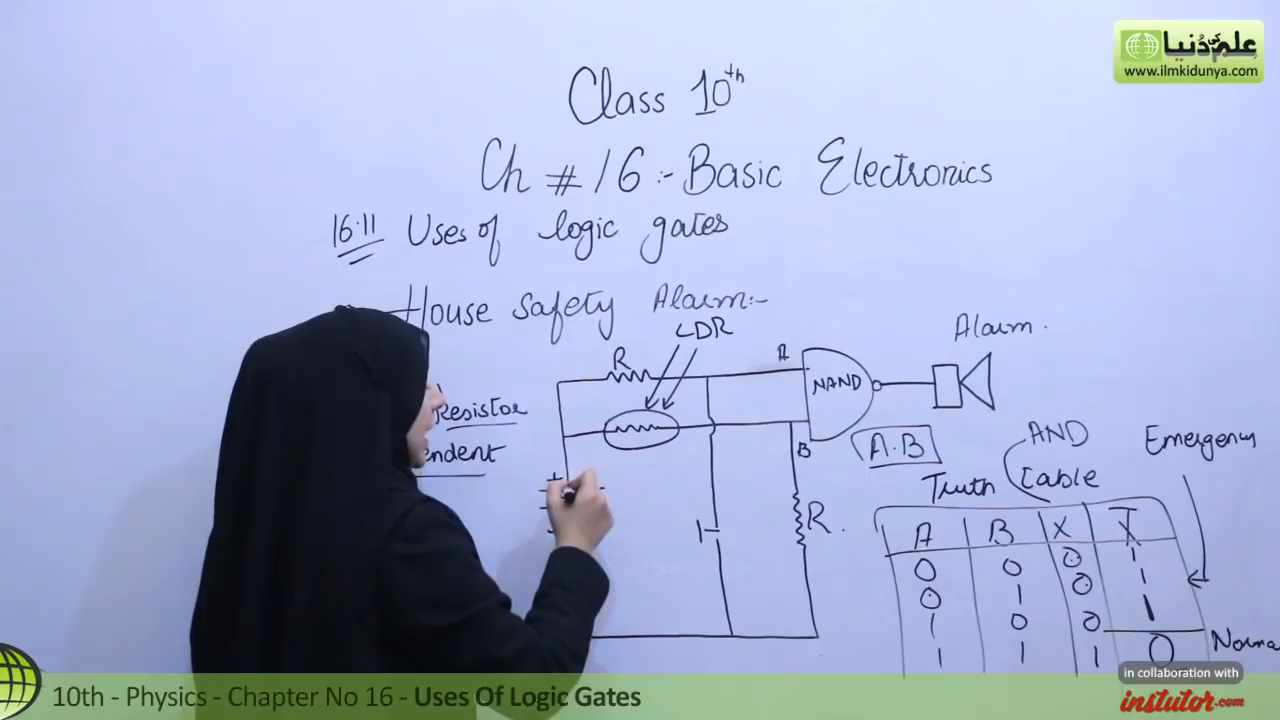 علم کی دنیا
www.ilmkidunya.com
Class 10th
Ch # 16 :- Basic Electronics
16.11 Uses of logic gates
House Safety Alarm:-
LDR
R
A
NAND
Alarm.
Resistor
B
A.B
AND
Emergency
Truth Table
R.
A B X X̅
0 0 0 1
0 1 0 1
1 0 0 1
1 1 1 0
Norma
in collaboration with
instutor.com
10th - Physics - Chapter No 16 - Uses Of Logic Gates